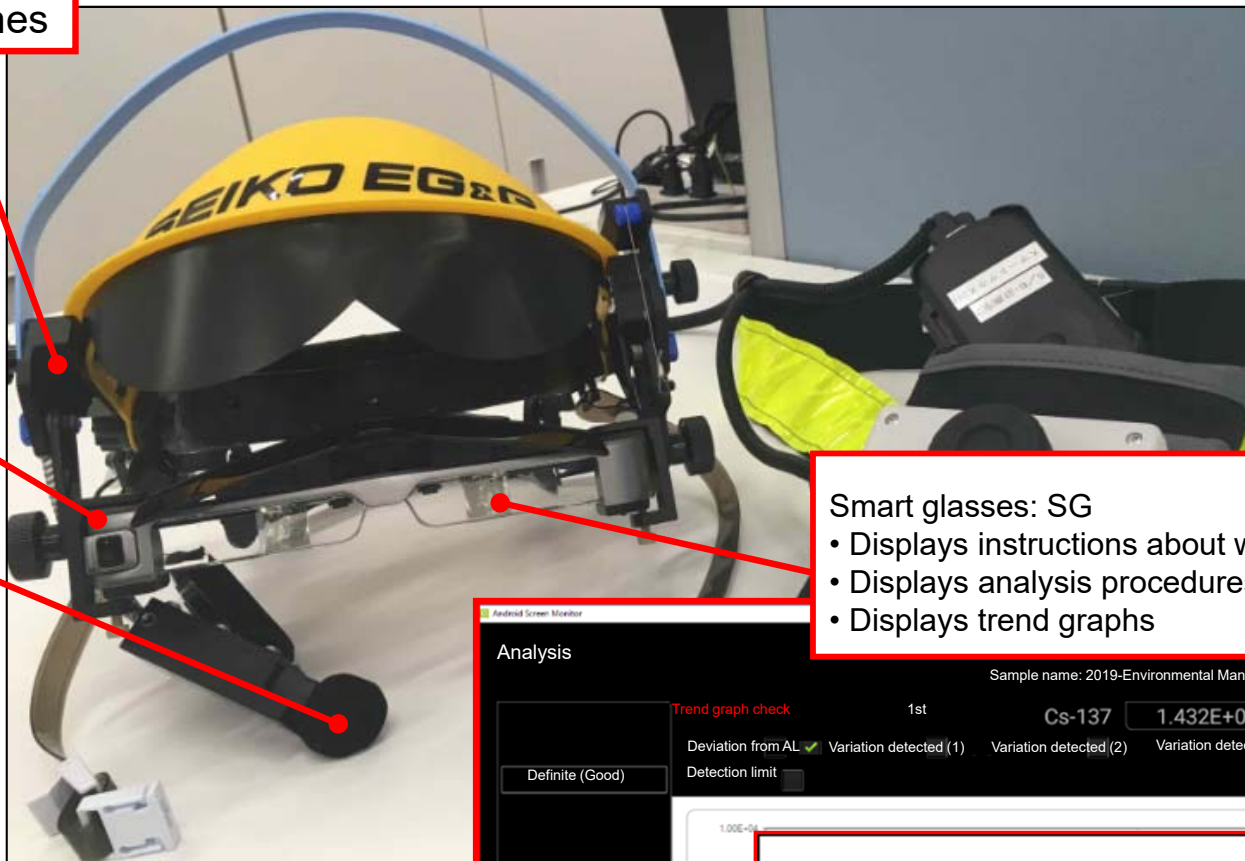 SEIKO EG&G
Smart glasses: SG
• Displays instructions about
• Displays analysis procedure
• Displays trend graphs
Android Screen Monitor
Analysis
Sample name: 2019-Environmental Man
Trend graph check 1st Cs-137 1.432E+0
Deviation from AL Variation detected (1) Variation detected (2) Variation
Definite (Good) Detection limit
1.00E+04